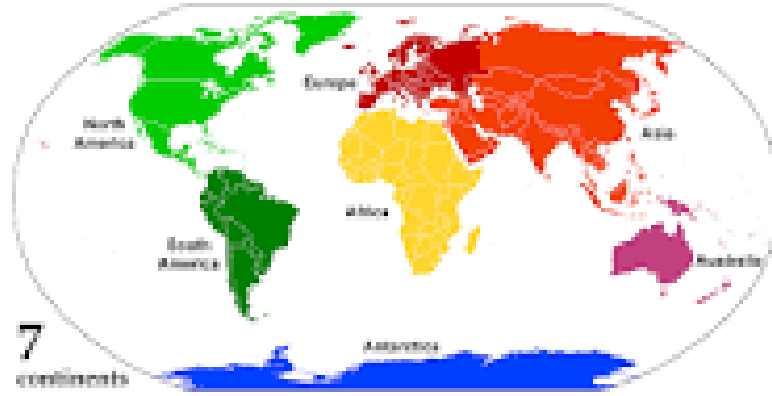 Europe
North
America
Asia
Africa
South
America
Australia
Antarctica
7
continents